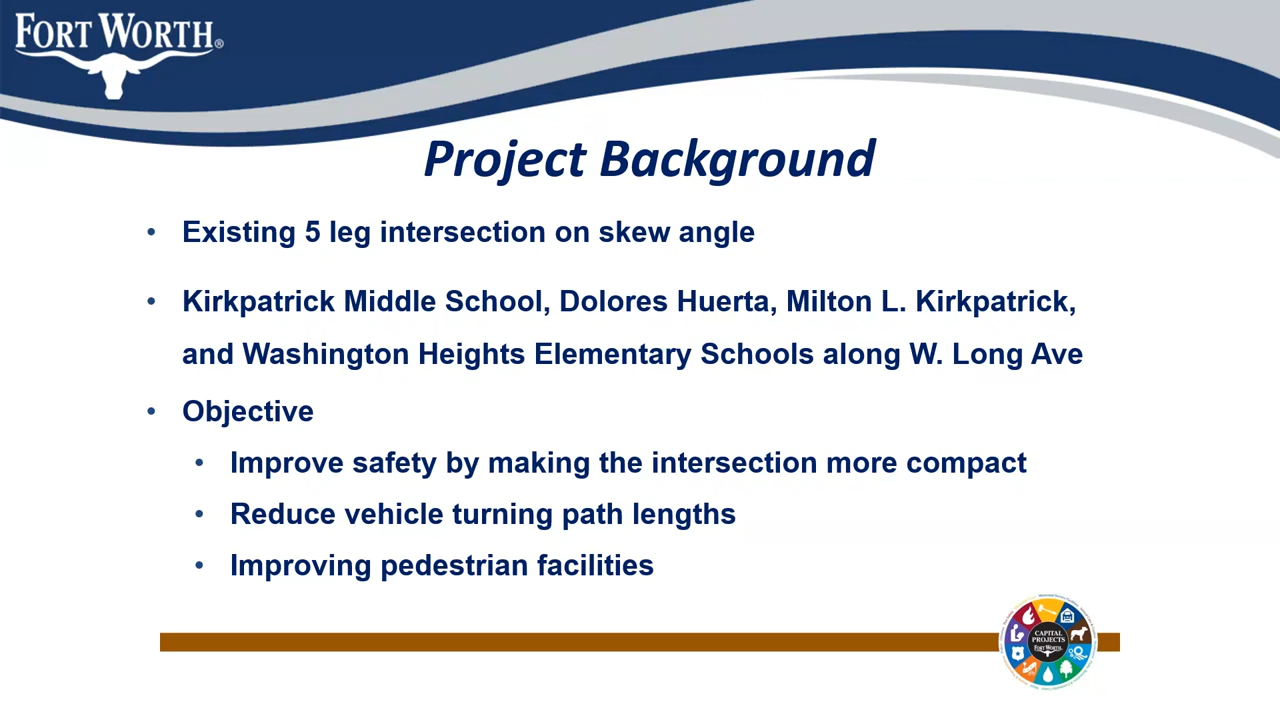 FORT WORTH®
Project Background
• Existing 5 leg intersection on skew angle
• Kirkpatrick Middle School, Dolores Huerta, Milton L. Kirkpatrick,
and Washington Heights Elementary Schools along W. Long Ave
• Objective
• Improve safety by making the intersection more compact
• Reduce vehicle turning path lengths
• Improving pedestrian facilities
CAPITAL
PROJECTS
FORT WORTH